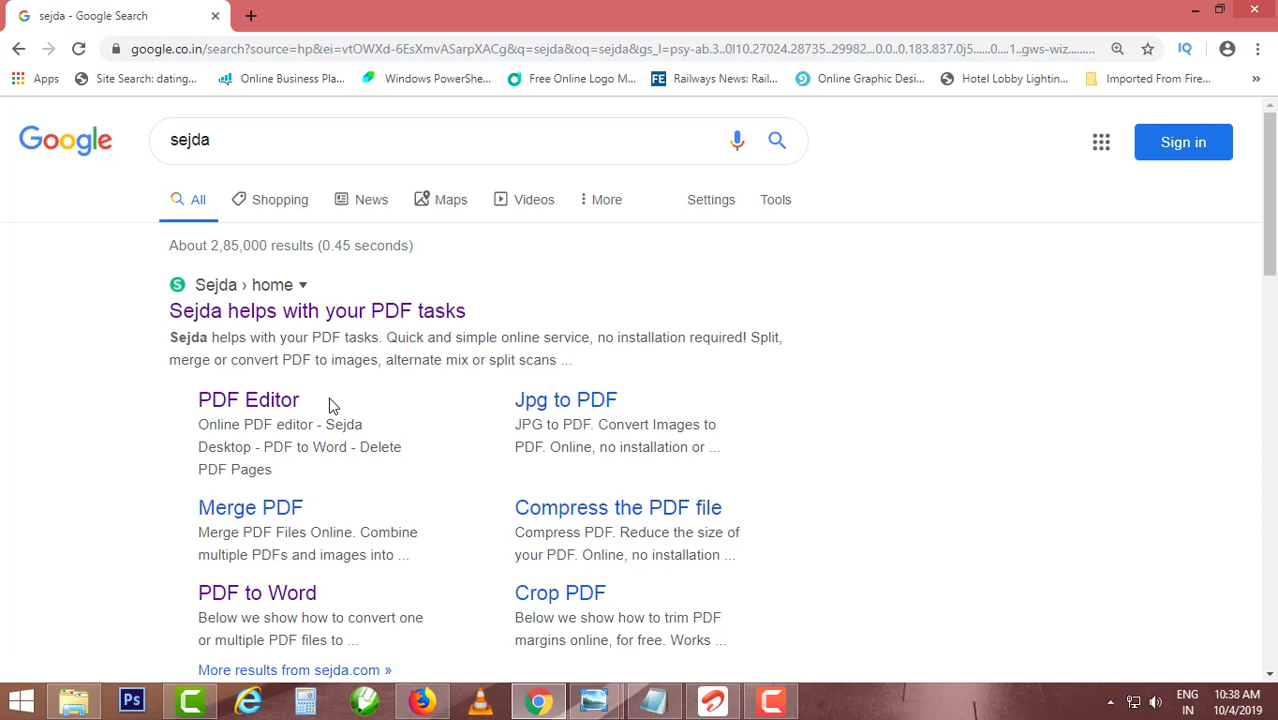 sejda - Google Search
google.co.in/search?source=hp&ei=vtOWXd-6EsXmvASarpXACg&q=sejda&oq=sejda&gs_l=psy-ab.3..0l10.27024.28735..29982...0.0..0.183.837.0j5......0....1..gws-wiz.........
Apps
Site Search: dating...
Online Business Pla...
Windows PowerShe...
Free Online Logo M...
FE Railways News: Rail...
Online Graphic Desi...
Hotel Lobby Lightin...
Imported From Fire...
Google
sejda
Sign in
All
Shopping
News
Maps
Videos
More
Settings
Tools
About 2,85,000 results (0.45 seconds)
S Sejda › home
Sejda helps with your PDF tasks
Sejda helps with your PDF tasks. Quick and simple online service, no installation required! Split,
merge or convert PDF to images, alternate mix or split scans ...
PDF Editor
Online PDF editor - Sejda
Desktop - PDF to Word - Delete
PDF Pages
Jpg to PDF
JPG to PDF. Convert Images to
PDF. Online, no installation or ...
Merge PDF
Merge PDF Files Online. Combine
multiple PDFs and images into ...
Compress the PDF file
Compress PDF. Reduce the size of
your PDF. Online, no installation ...
PDF to Word
Below we show how to convert one
or multiple PDF files to ...
Crop PDF
Below we show how to trim PDF
margins online, for free. Works ...
More results from sejda.com »
Ps
ENG
IN
10:38 AM
10/4/2019